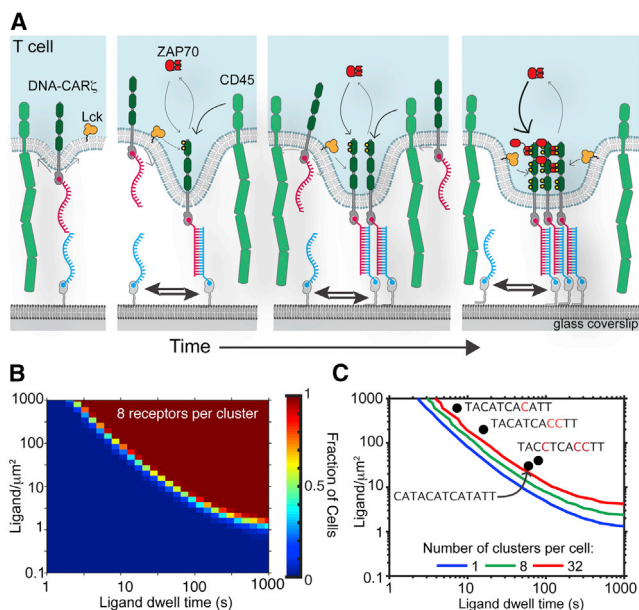 A
T cell
ZAP70
CD45
DNA-CARζ
Lck
glass coverslip
Time
B
C
8 receptors per cluster
Ligand/μm²
1000
100
10
1
0.1
1
10
100
1000
Ligand dwell time (s)
1
0.5
0
Fraction of Cells
Ligand/μm²
1000
100
10
1
0.1
TACATCACATT
TACATCACCTT
TACCTCACCTT
CATACATCATATT
Number of clusters per cell:
1
8
32
1
10
100
1000
Ligand dwell time (s)